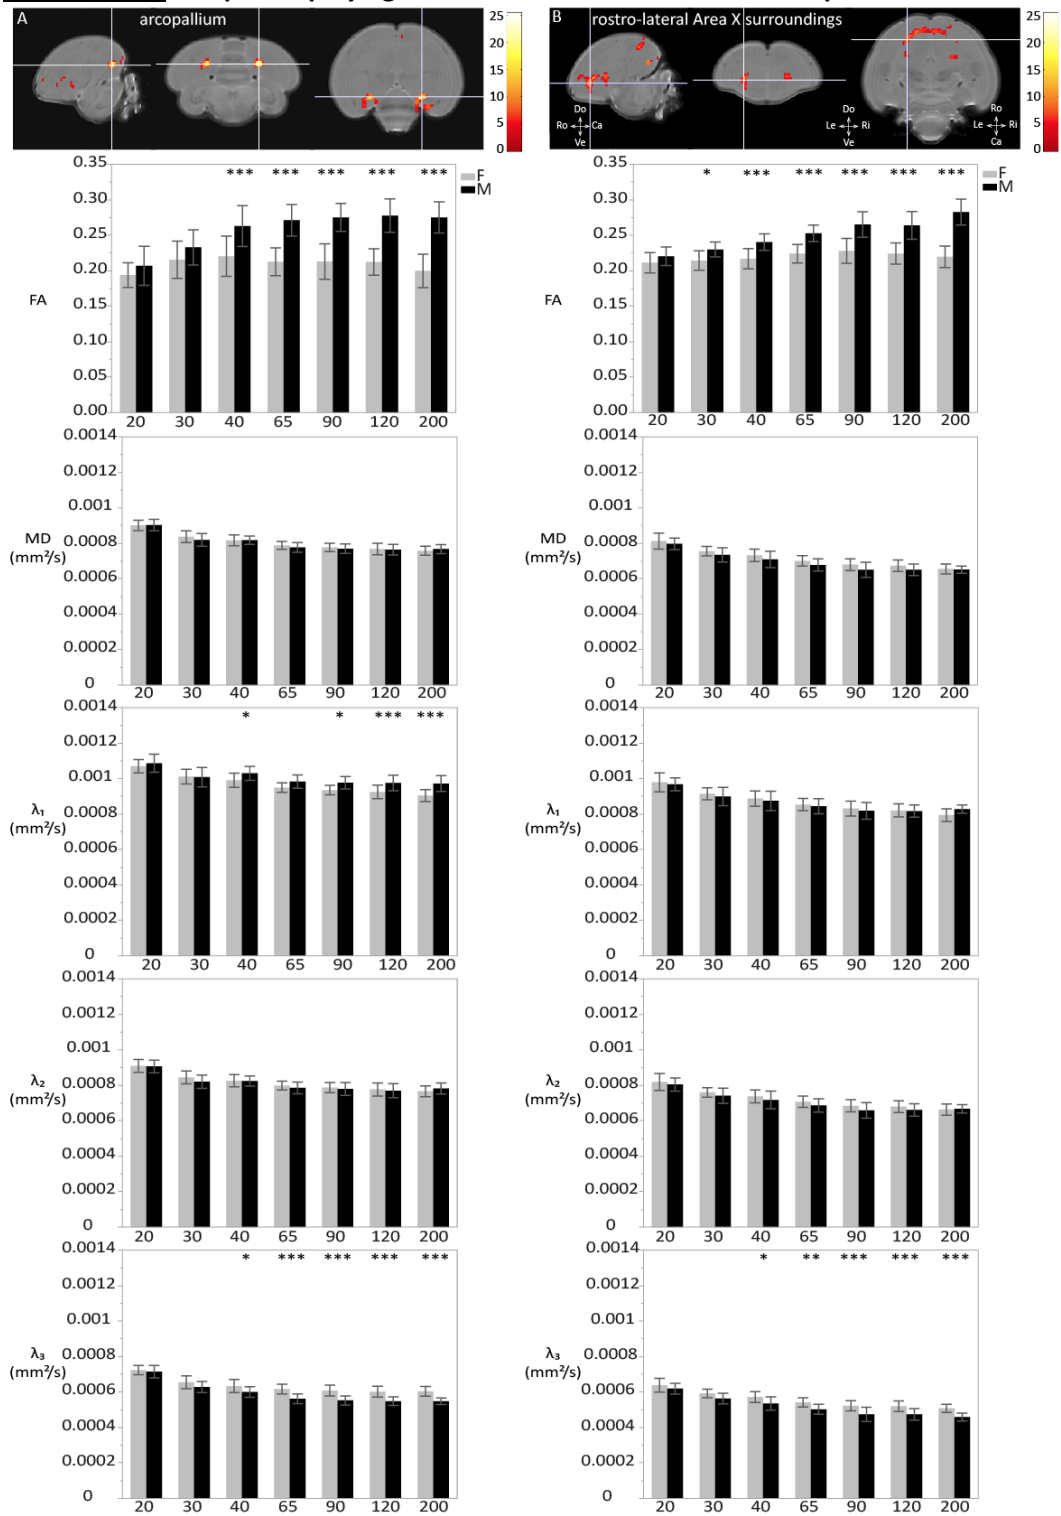 A arcopallium
25
20
15
10
5
0
B rostro-lateral Area X surroundings
Do
Ro Ca
Ve
Do
Le Ri
Ve
Ro
Le Ri
Ca
25
20
15
10
5
0
0.35 *** *** *** *** ***
F
M
0.30
0.25
0.20
FA
0.15
0.10
0.05
0.00
20 30 40 65 90 120 200
0.35 * *** *** *** *** ***
F
M
0.30
0.25
0.20
FA
0.15
0.10
0.05
0.00
20 30 40 65 90 120 200
0.0014
0.0012
0.001
MD
(mm²/s)
0.0008
0.0006
0.0004
0.0002
0
20 30 40 65 90 120 200
0.0014
0.0012
0.001
MD
(mm²/s)
0.0008
0.0006
0.0004
0.0002
0
20 30 40 65 90 120 200
0.0014 * * *** ***
0.0012
0.001
λ₁
(mm²/s)
0.0008
0.0006
0.0004
0.0002
0
20 30 40 65 90 120 200
0.0014
0.0012
0.001
λ₁
(mm²/s)
0.0008
0.0006
0.0004
0.0002
0
20 30 40 65 90 120 200
0.0014
0.0012
0.001
λ₂
(mm²/s)
0.0008
0.0006
0.0004
0.0002
0
20 30 40 65 90 120 200
0.0014
0.0012
0.001
λ₂
(mm²/s)
0.0008
0.0006
0.0004
0.0002
0
20 30 40 65 90 120 200
0.0014 * *** *** *** ***
0.0012
0.001
0.0008
λ₃
(mm²/s)
0.0006
0.0004
0.0002
0
20 30 40 65 90 120 200
0.0014 * ** *** *** ***
0.0012
0.001
0.0008
λ₃
(mm²/s)
0.0006
0.0004
0.0002
0
20 30 40 65 90 120 200